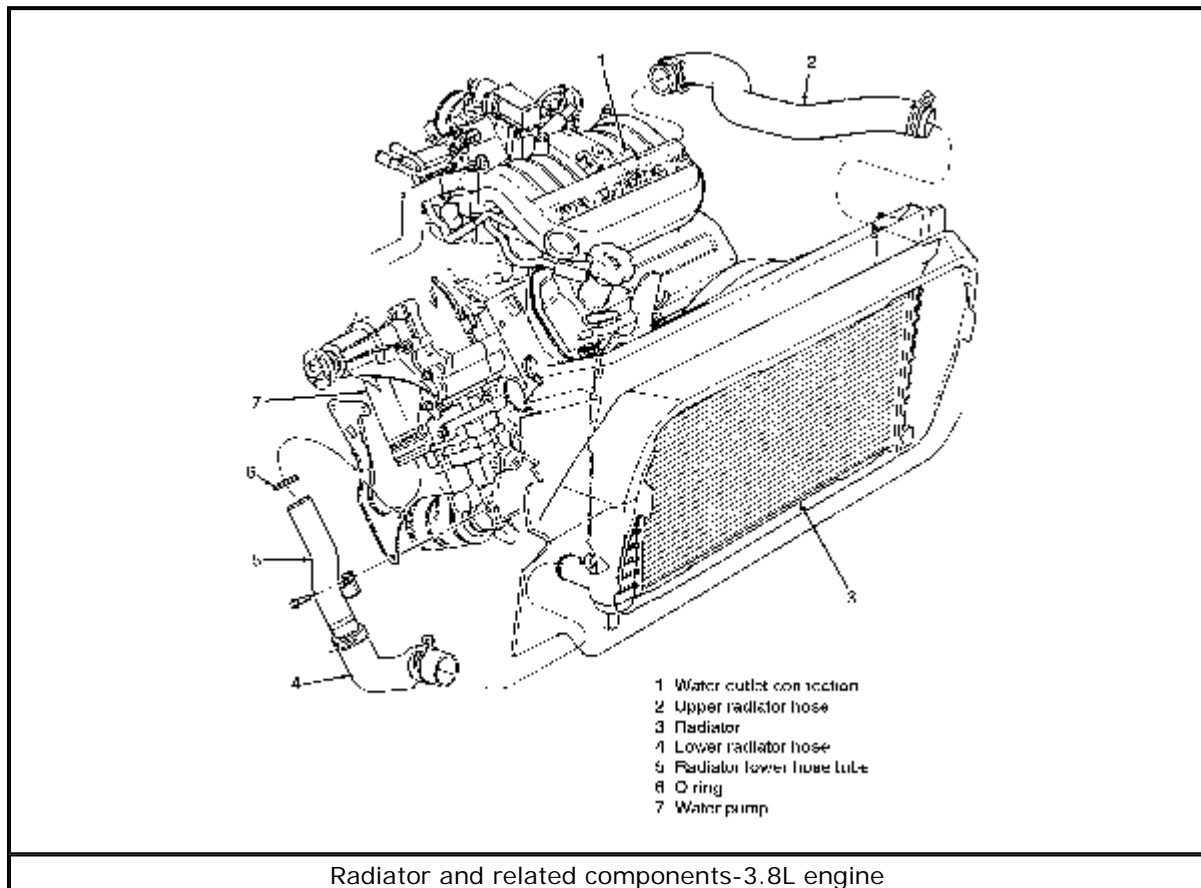 1
2
7
6
5
4
3
1 Water outlet connection
2 Upper radiator hose
3 Radiator
4 Lower radiator hose
5 Radiator lower hose tube
6 O ring
7 Water pump
Radiator and related components-3.8L engine